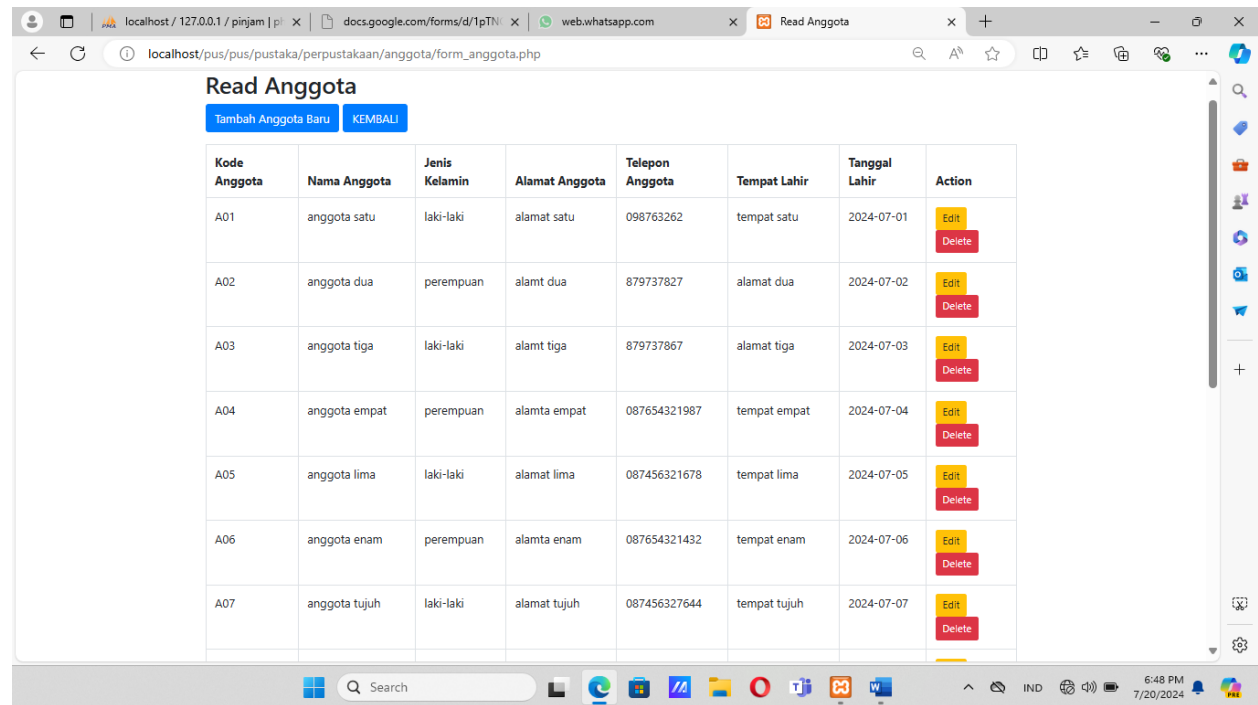 localhost / 127.0.0.1 / pinjam | ph
docs.google.com/forms/d/1pTN
web.whatsapp.com
Read Anggota
localhost/pus/pus/pustaka/perpustakaan/anggota/form_anggota.php
Read Anggota
Tambah Anggota Baru KEMBALI
Kode Anggota Nama Anggota Jenis Kelamin Alamat Anggota Telepon Anggota Tempat Lahir Tanggal Lahir Action
A01 anggota satu laki-laki alamat satu 098763262 tempat satu 2024-07-01 Edit
Delete
A02 anggota dua perempuan alamt dua 879737827 alamat dua 2024-07-02 Edit
Delete
A03 anggota tiga laki-laki alamt tiga 879737867 alamat tiga 2024-07-03 Edit
Delete
A04 anggota empat perempuan alamta empat 087654321987 tempat empat 2024-07-04 Edit
Delete
A05 anggota lima laki-laki alamat lima 087456321678 tempat lima 2024-07-05 Edit
Delete
A06 anggota enam perempuan alamta enam 087654321432 tempat enam 2024-07-06 Edit
Delete
A07 anggota tujuh laki-laki alamat tujuh 087456327644 tempat tujuh 2024-07-07 Edit
Delete
Search
IND
6:48 PM
7/20/2024
PRE